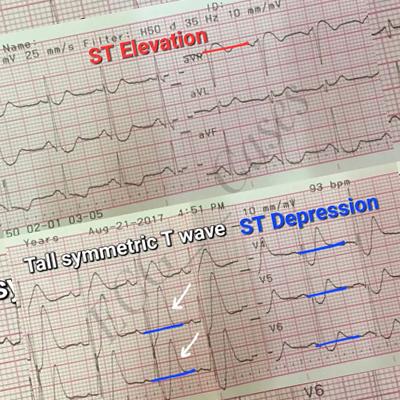 ID:
Name:
mV 25 mm/s Filter: H50 d 35 Hz 10 mm/mV
ST Elevation
aVR
aVL
aVF
Cases
50 02-01 03-05
93 bpm
Years Aug-21-2017 4:51 PM 10 mm/mV
Tall symmetric T wave
ST Depression
V4
V5
V6
V6